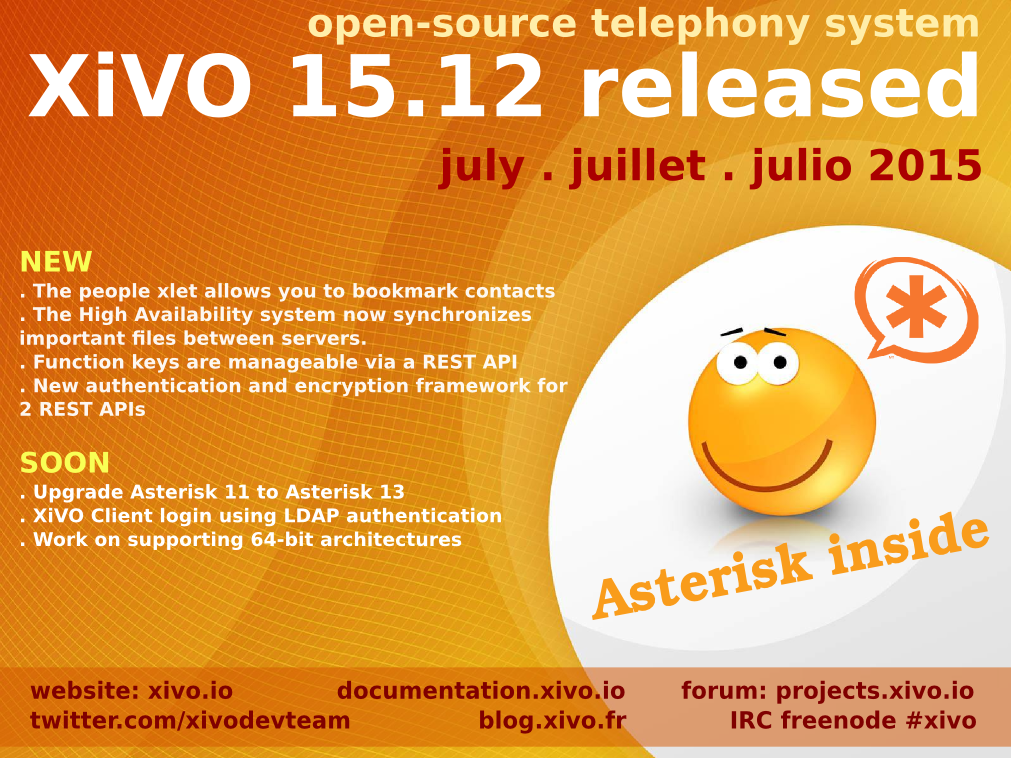 open-source telephony system
XiVO 15.12 released
july . juillet . julio 2015
NEW
. The people xlet allows you to bookmark contacts
. The High Availability system now synchronizes
important files between servers.
. Function keys are manageable via a REST API
. New authentication and encryption framework for
2 REST APIs
SOON
. Upgrade Asterisk 11 to Asterisk 13
. XiVO Client login using LDAP authentication
. Work on supporting 64-bit architectures
Asterisk inside
website: xivo.io documentation.xivo.io forum: projects.xivo.io
twitter.com/xivodevteam blog.xivo.fr IRC freenode #xivo